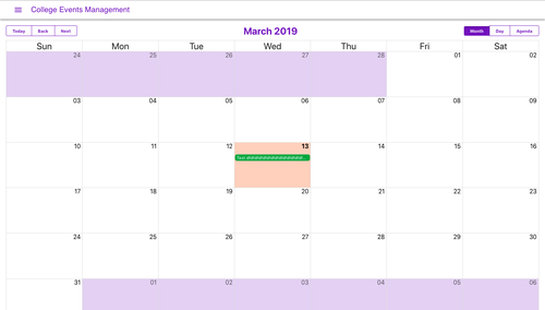 College Events Management
Today Back Next March 2019 Month Day Agenda
Sun Mon Tue Wed Thu Fri Sat
24 25 26 27 28 01 02
03 04 05 06 07 08 09
10 11 12 13 14 15 16
17 18 19 20 21 22 23
24 25 26 27 28 29 30
31 01 02 03 04 05 06